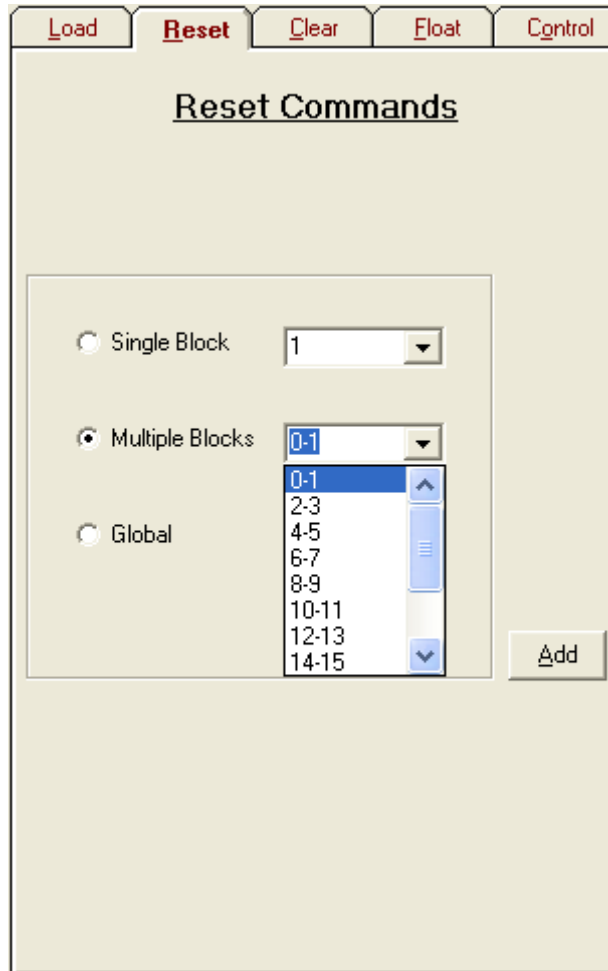 Load Reset Clear Float Control
Reset Commands
Single Block 1
Multiple Blocks 0-1
0-1
2-3
4-5
Global
6-7
8-9
10-11
12-13
14-15
Add